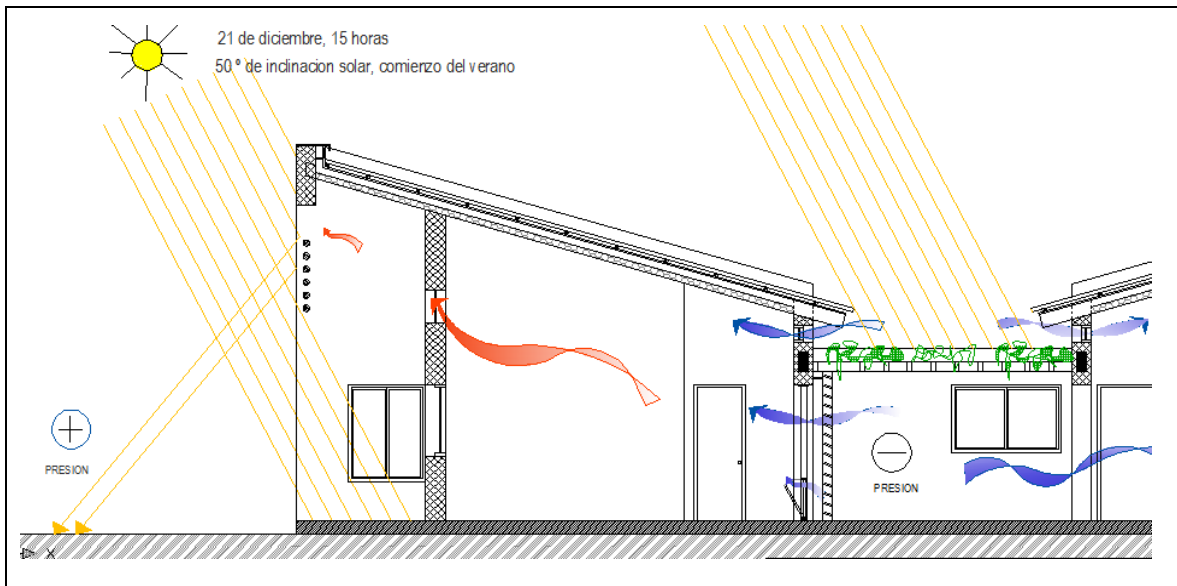 21 de diciembre, 15 horas
50 º de inclinacion solar, comienzo del verano
PRESION
PRESION
X